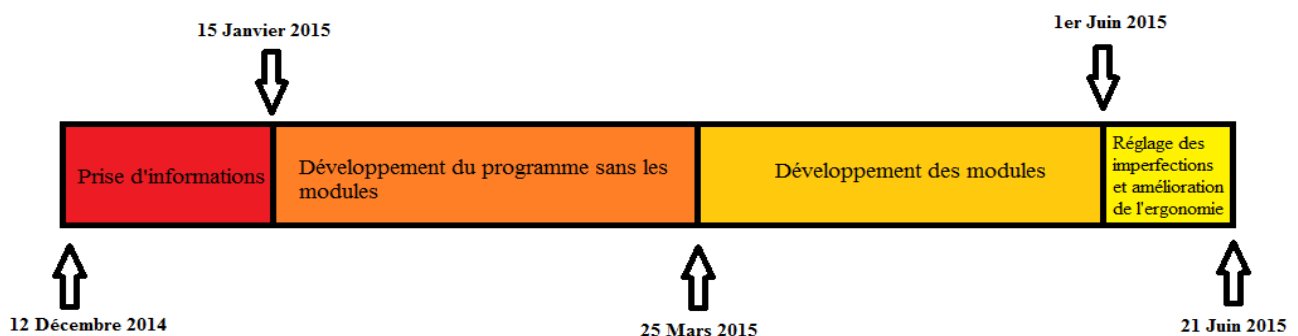 15 Janvier 2015
1er Juin 2015
Prise d'informations
Développement du programme sans les
modules
Développement des modules
Réglage des
imperfections
et amélioration
de l'ergonomie
12 Décembre 2014
25 Mars 2015
21 Juin 2015